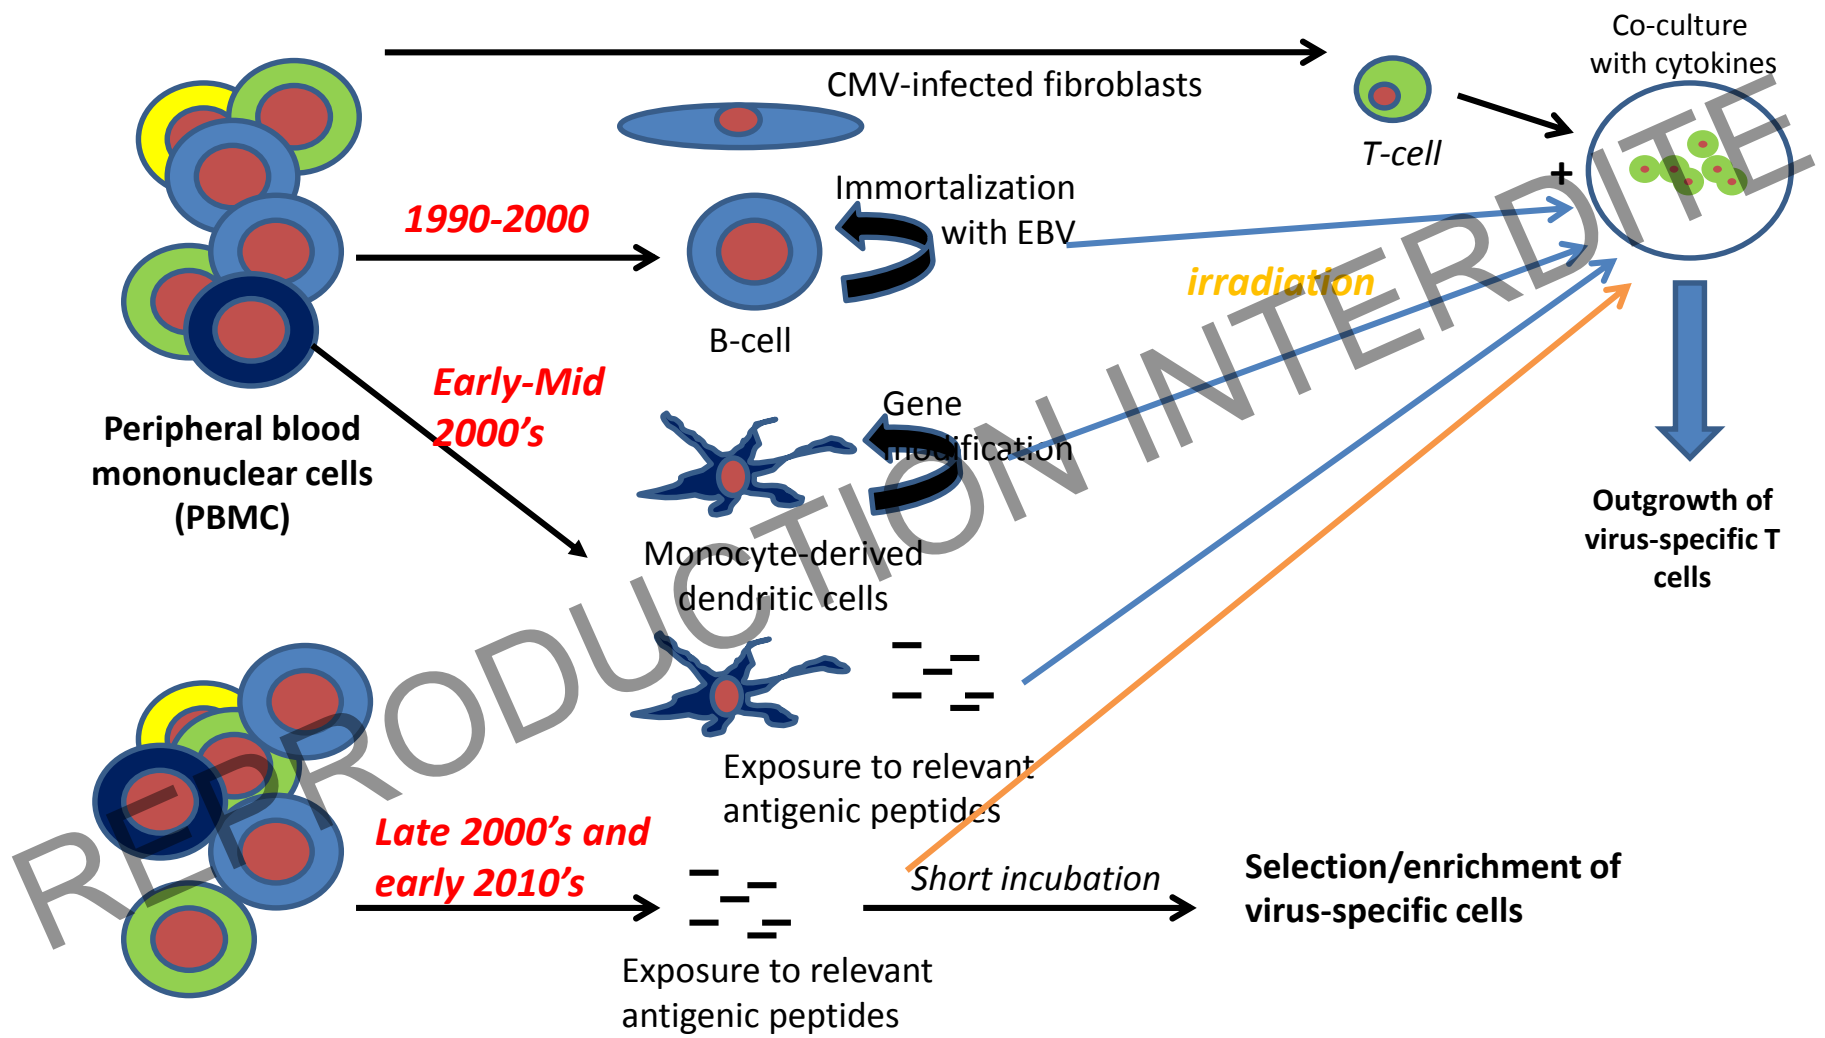 Co-culture
with cytokines
CMV-infected fibroblasts
T-cell
+
Immortalization
with EBV
1990-2000
irradiation
B-cell
Early-Mid
2000's
Gene
modification
Peripheral blood
mononuclear cells
(PBMC)
Outgrowth of
virus-specific T
cells
Monocyte-derived
dendritic cells
Exposure to relevant
antigenic peptides
Late 2000's and
early 2010's
Short incubation
Selection/enrichment of
virus-specific cells
Exposure to relevant
antigenic peptides
REPRODUCTION INTERDITE